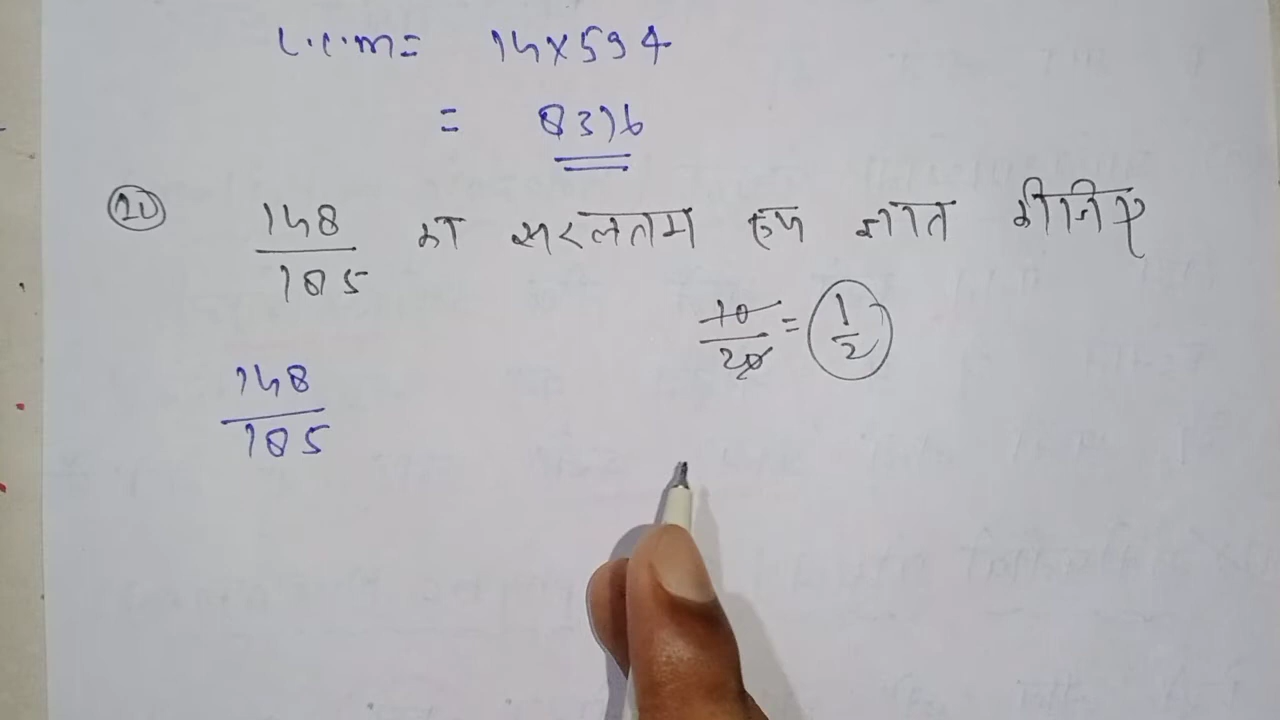 L.C.M = 14×594
= 8316
20 148/185 का सरलतम रूप ज्ञात कीजिए
10/20 = 1/2
148/185